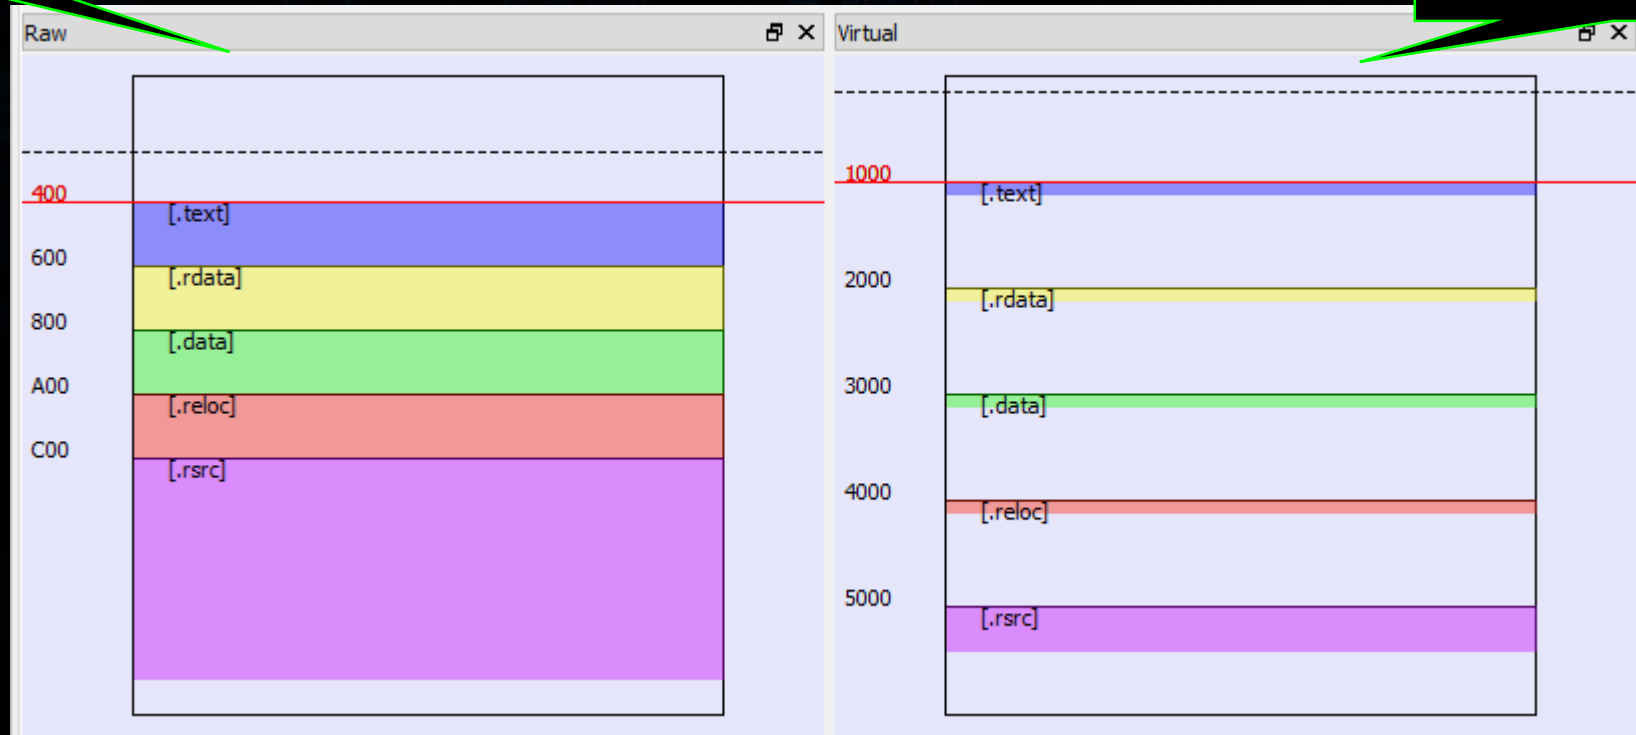 Raw
400
[.text]
600
[.rdata]
800
[.data]
A00
[.reloc]
C00
[.rsrc]
Virtual
1000
[.text]
2000
[.rdata]
3000
[.data]
4000
[.reloc]
5000
[.rsrc]